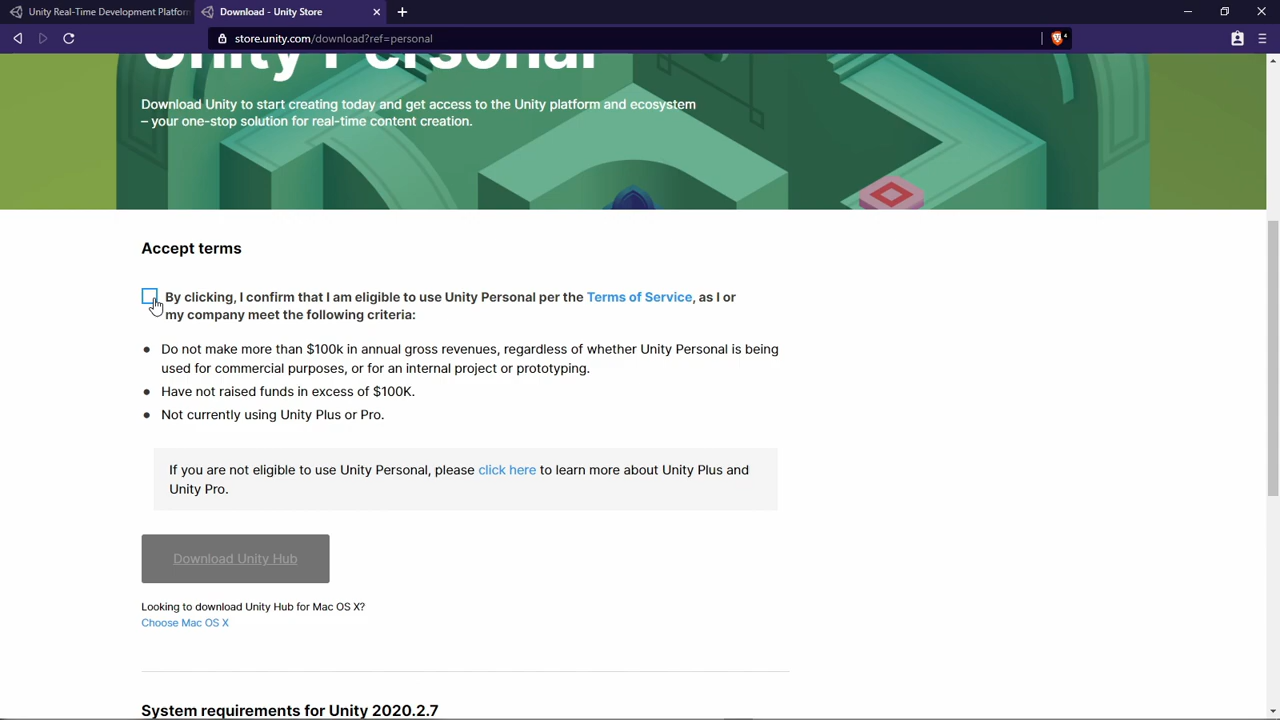 Unity Real-Time Development Platfor
Download - Unity Store
store.unity.com/download?ref=personal
4
Unity Personal
Download Unity to start creating today and get access to the Unity platform and ecosystem
– your one-stop solution for real-time content creation.
Accept terms
By clicking, I confirm that I am eligible to use Unity Personal per the Terms of Service, as I or
my company meet the following criteria:
Do not make more than $100k in annual gross revenues, regardless of whether Unity Personal is being
used for commercial purposes, or for an internal project or prototyping.
Have not raised funds in excess of $100K.
Not currently using Unity Plus or Pro.
If you are not eligible to use Unity Personal, please click here to learn more about Unity Plus and
Unity Pro.
Download Unity Hub
Looking to download Unity Hub for Mac OS X?
Choose Mac OS X
System requirements for Unity 2020.2.7